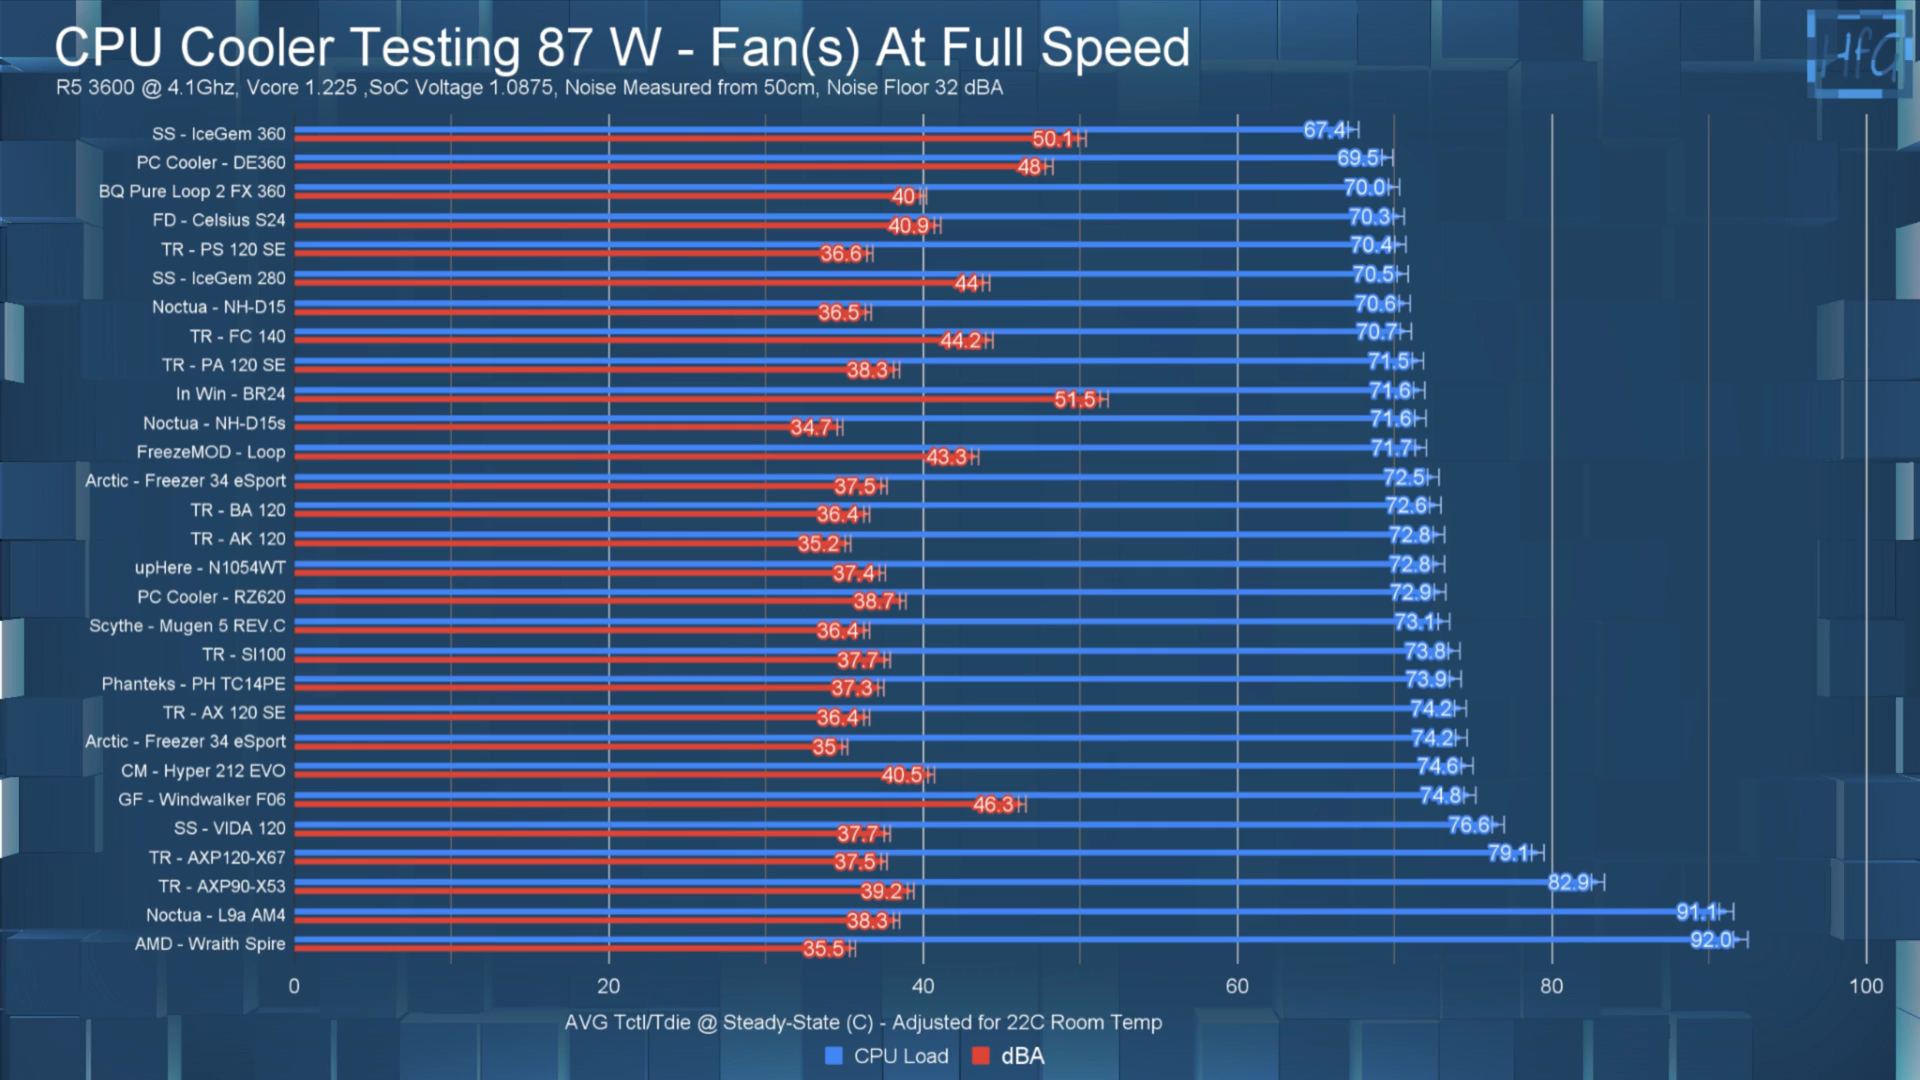 CPU Cooler Testing 87 W - Fan(s) At Full Speed
R5 3600 @ 4.1Ghz, Vcore 1.225 ,SoC Voltage 1.0875, Noise Measured from 50cm, Noise Floor 32 dBA
HfG
SS - IceGem 360 67.4 50.1
PC Cooler - DE360 69.5 48
BQ Pure Loop 2 FX 360 70.0 40
FD - Celsius S24 70.3 40.9
TR - PS 120 SE 70.4 36.6
SS - IceGem 280 70.5 44
Noctua - NH-D15 70.6 36.5
TR - FC 140 70.7 44.2
TR - PA 120 SE 71.5 38.3
In Win - BR24 71.6 51.5
Noctua - NH-D15s 71.6 34.7
FreezeMOD - Loop 71.7 43.3
Arctic - Freezer 34 eSport 72.5 37.5
TR - BA 120 72.6 36.4
TR - AK 120 72.8 35.2
upHere - N1054WT 72.8 37.4
PC Cooler - RZ620 72.9 38.7
Scythe - Mugen 5 REV.C 73.1 36.4
TR - SI100 73.8 37.7
Phanteks - PH TC14PE 73.9 37.3
TR - AX 120 SE 74.2 36.4
Arctic - Freezer 34 eSport 74.2 35
CM - Hyper 212 EVO 74.6 40.5
GF - Windwalker F06 74.8 46.3
SS - VIDA 120 76.6 37.7
TR - AXP120-X67 79.1 37.5
TR - AXP90-X53 82.9 39.2
Noctua - L9a AM4 91.1 38.3
AMD - Wraith Spire 92.0 35.5
0 20 40 60 80 100
AVG Tctl/Tdie @ Steady-State (C) - Adjusted for 22C Room Temp
CPU Load dBA